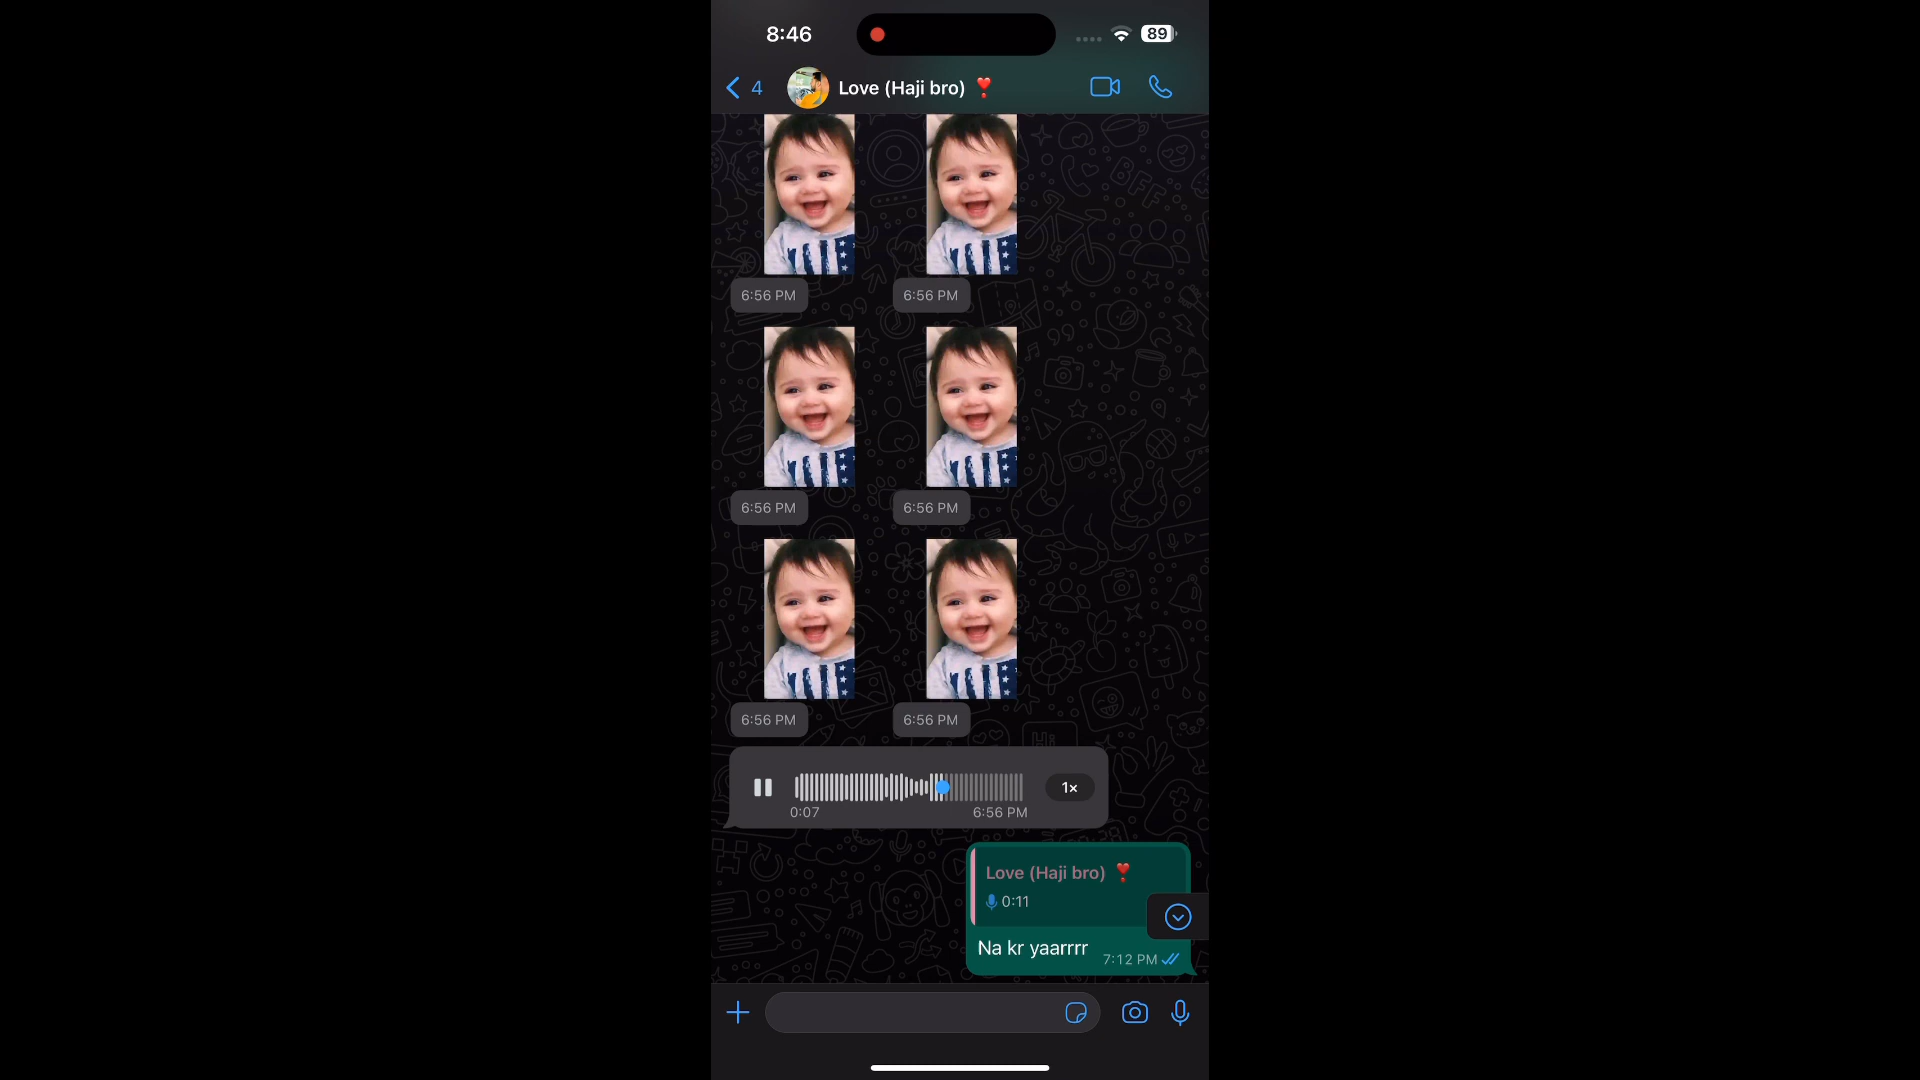 8:46
89
4
Love (Haji bro) ❣️
6:56 PM 6:56 PM
6:56 PM 6:56 PM
6:56 PM 6:56 PM
1×
0:07 6:56 PM
Love (Haji bro) ❣️
0:11
Na kr yaarrrr
7:12 PM